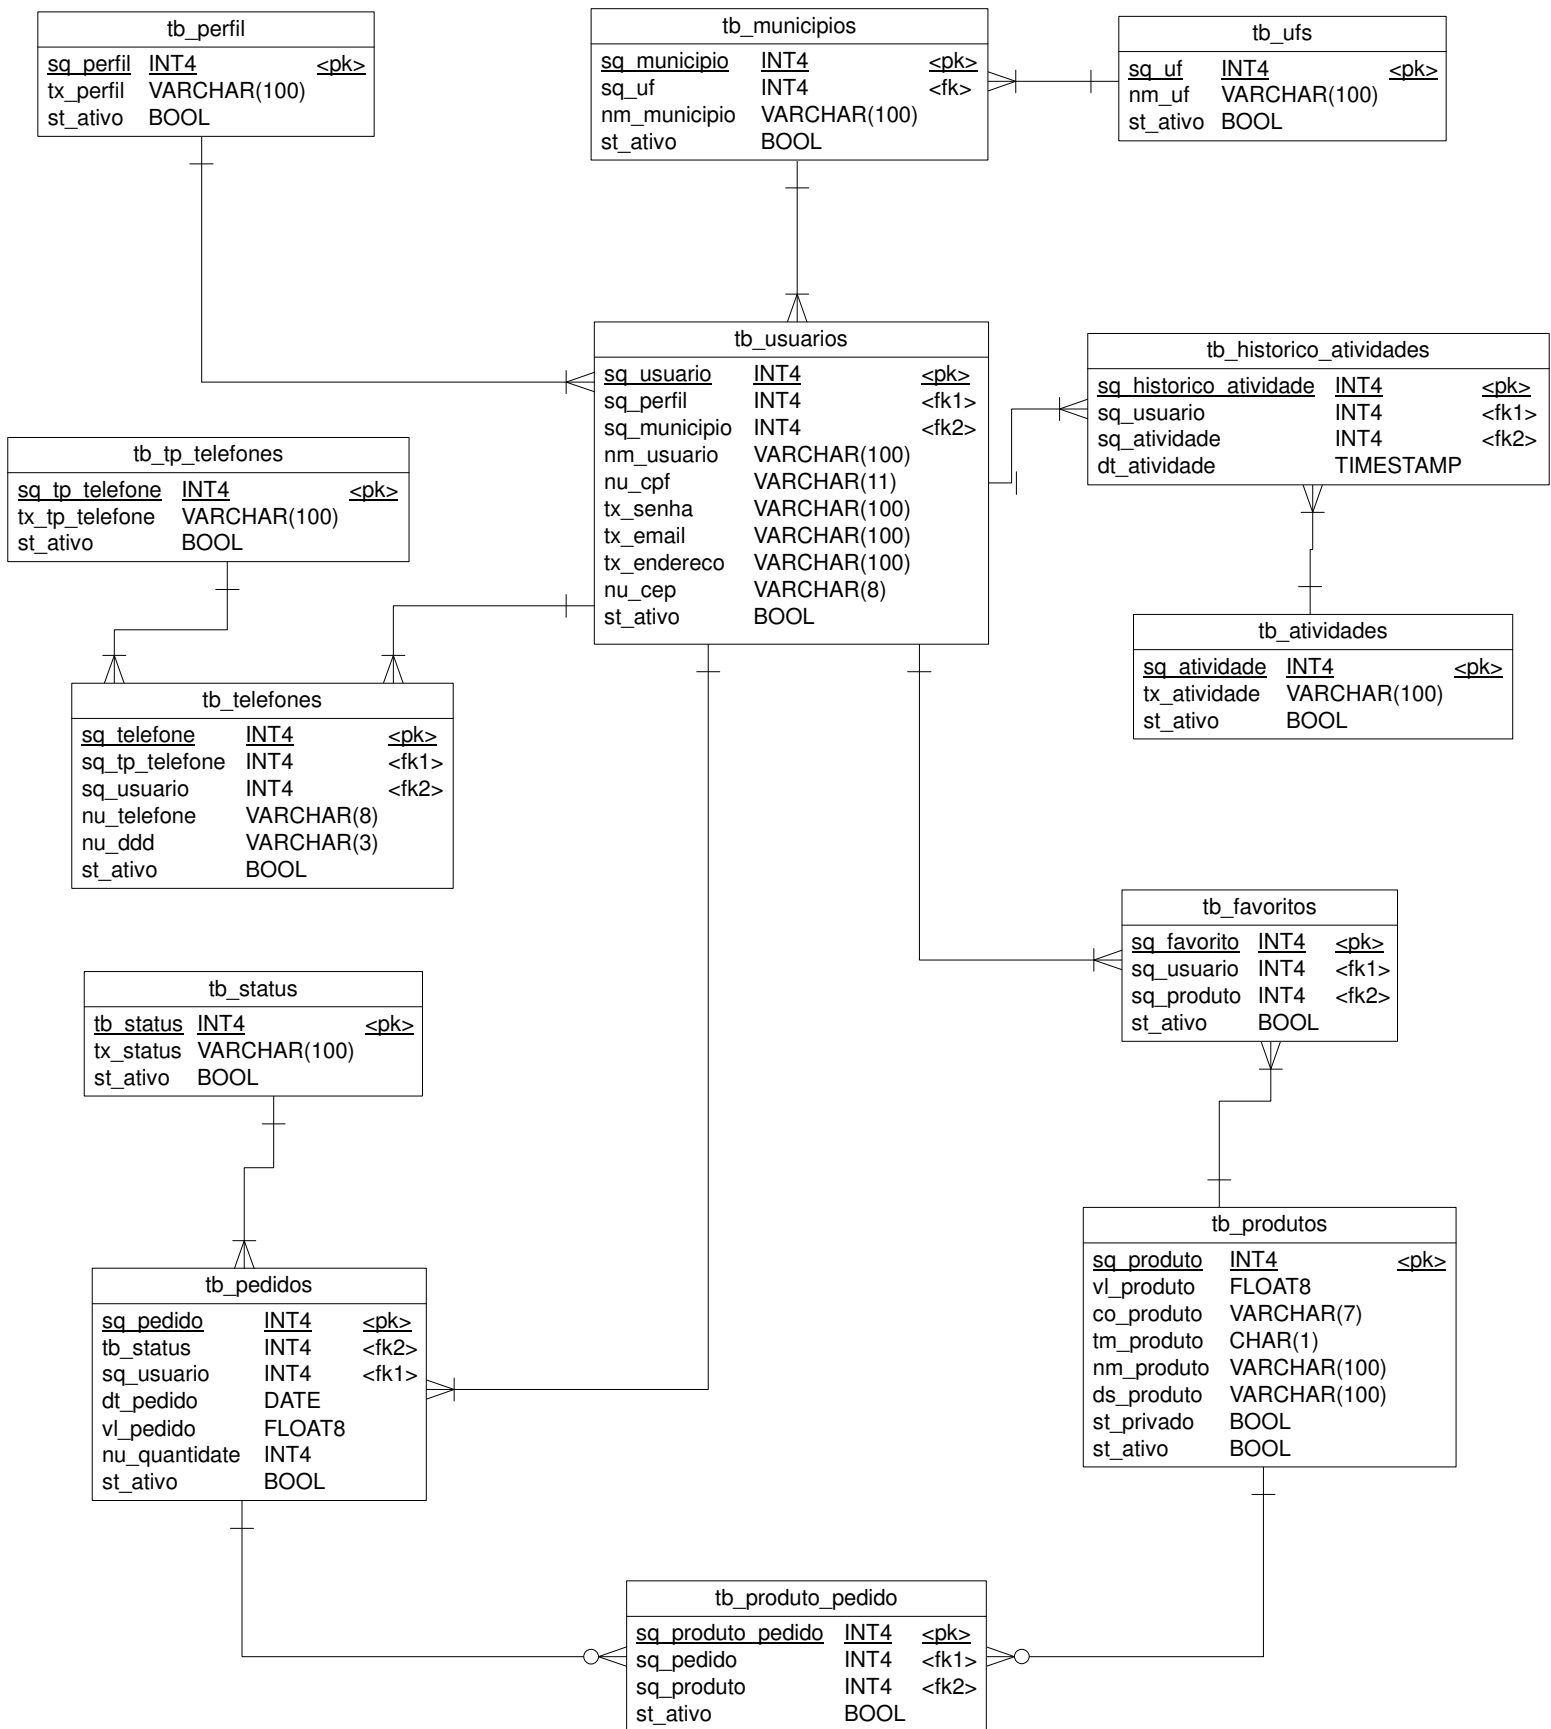 tb_perfil
sq_perfil INT4 <pk>
tx_perfil VARCHAR(100)
st_ativo BOOL
tb_municipios
sq_municipio INT4 <pk>
sq_uf INT4 <fk>
nm_municipio VARCHAR(100)
st_ativo BOOL
tb_ufs
sq_uf INT4 <pk>
nm_uf VARCHAR(100)
st_ativo BOOL
tb_usuarios
sq_usuario INT4 <pk>
sq_perfil INT4 <fk1>
sq_municipio INT4 <fk2>
nm_usuario VARCHAR(100)
nu_cpf VARCHAR(11)
tx_senha VARCHAR(100)
tx_email VARCHAR(100)
tx_endereco VARCHAR(100)
nu_cep VARCHAR(8)
st_ativo BOOL
tb_historico_atividades
sq_historico_atividade INT4 <pk>
sq_usuario INT4 <fk1>
sq_atividade INT4 <fk2>
dt_atividade TIMESTAMP
tb_tp_telefones
sq_tp_telefone INT4 <pk>
tx_tp_telefone VARCHAR(100)
st_ativo BOOL
tb_atividades
sq_atividade INT4 <pk>
tx_atividade VARCHAR(100)
st_ativo BOOL
tb_telefones
sq_telefone INT4 <pk>
sq_tp_telefone INT4 <fk1>
sq_usuario INT4 <fk2>
nu_telefone VARCHAR(8)
nu_ddd VARCHAR(3)
st_ativo BOOL
tb_favoritos
sq_favorito INT4 <pk>
sq_usuario INT4 <fk1>
sq_produto INT4 <fk2>
st_ativo BOOL
tb_status
tb_status INT4 <pk>
tx_status VARCHAR(100)
st_ativo BOOL
tb_produtos
sq_produto INT4 <pk>
vl_produto FLOAT8
co_produto VARCHAR(7)
tm_produto CHAR(1)
nm_produto VARCHAR(100)
ds_produto VARCHAR(100)
st_privado BOOL
st_ativo BOOL
tb_pedidos
sq_pedido INT4 <pk>
tb_status INT4 <fk2>
sq_usuario INT4 <fk1>
dt_pedido DATE
vl_pedido FLOAT8
nu_quantidate INT4
st_ativo BOOL
tb_produto_pedido
sq_produto_pedido INT4 <pk>
sq_pedido INT4 <fk1>
sq_produto INT4 <fk2>
st_ativo BOOL